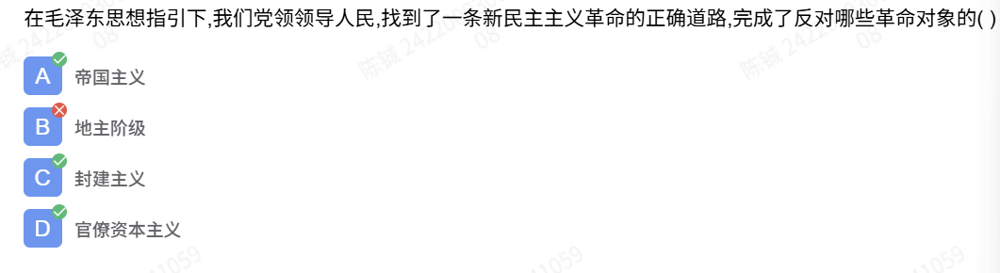 在毛泽东思想指引下,我们党领领导人民,找到了一条新民主主义革命的正确道路,完成了反对哪些革命对象的( )
A 帝国主义
B 地主阶级
C 封建主义
D 官僚资本主义